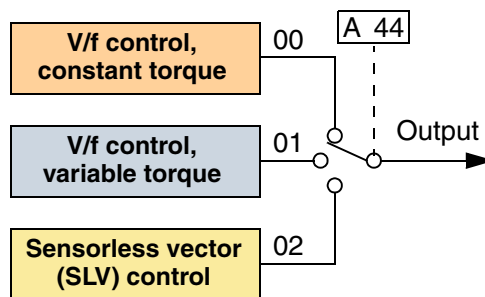 V/f control,
constant torque
00
A 44
V/f control,
variable torque
01
Output
Sensorless vector
(SLV) control
02